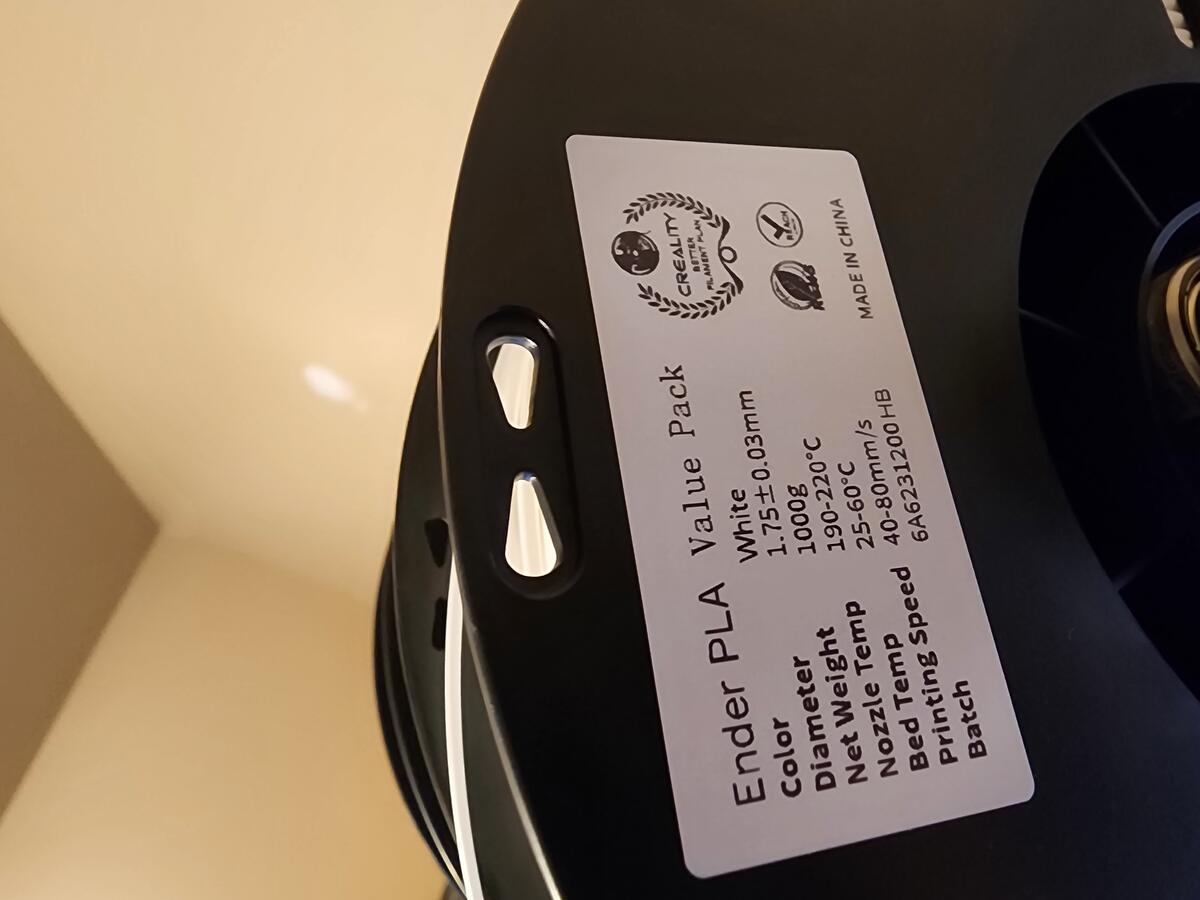 Ender PLA Value Pack
Color White
Diameter 1.75±0.03mm
Net Weight 1000g
Nozzle Temp 190-220°C
Bed Temp 25-60°C
Printing Speed 40-80mm/s
Batch 6A6231200HB
CREALITY
BETTER
FILAMENT PLAN
REACH
MADE IN CHINA